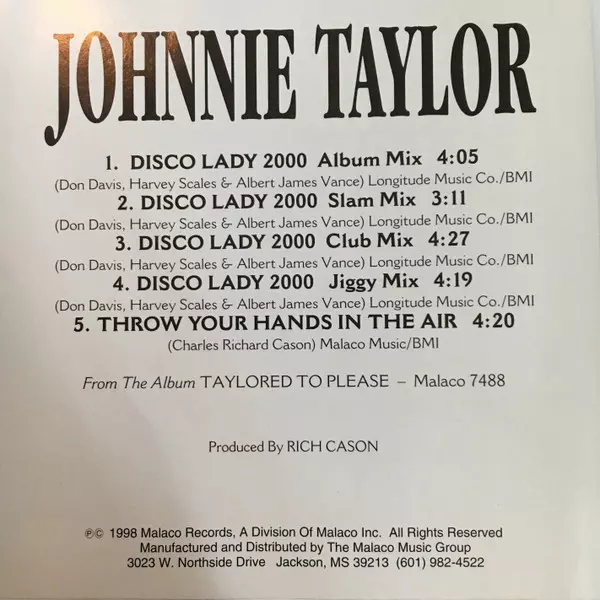 JOHNNIE TAYLOR
1. DISCO LADY 2000 Album Mix 4:05
(Don Davis, Harvey Scales & Albert James Vance) Longitude Music Co./BMI
2. DISCO LADY 2000 Slam Mix 3:11
(Don Davis, Harvey Scales & Albert James Vance) Longitude Music Co./BMI
3. DISCO LADY 2000 Club Mix 4:27
(Don Davis, Harvey Scales & Albert James Vance) Longitude Music Co./BMI
4. DISCO LADY 2000 Jiggy Mix 4:19
(Don Davis, Harvey Scales & Albert James Vance) Longitude Music Co./BMI
5. THROW YOUR HANDS IN THE AIR 4:20
(Charles Richard Cason) Malaco Music/BMI
From The Album TAYLORED TO PLEASE – Malaco 7488
Produced By RICH CASON
℗© 1998 Malaco Records, A Division Of Malaco Inc. All Rights Reserved
Manufactured and Distributed by The Malaco Music Group
3023 W. Northside Drive Jackson, MS 39213 (601) 982-4522